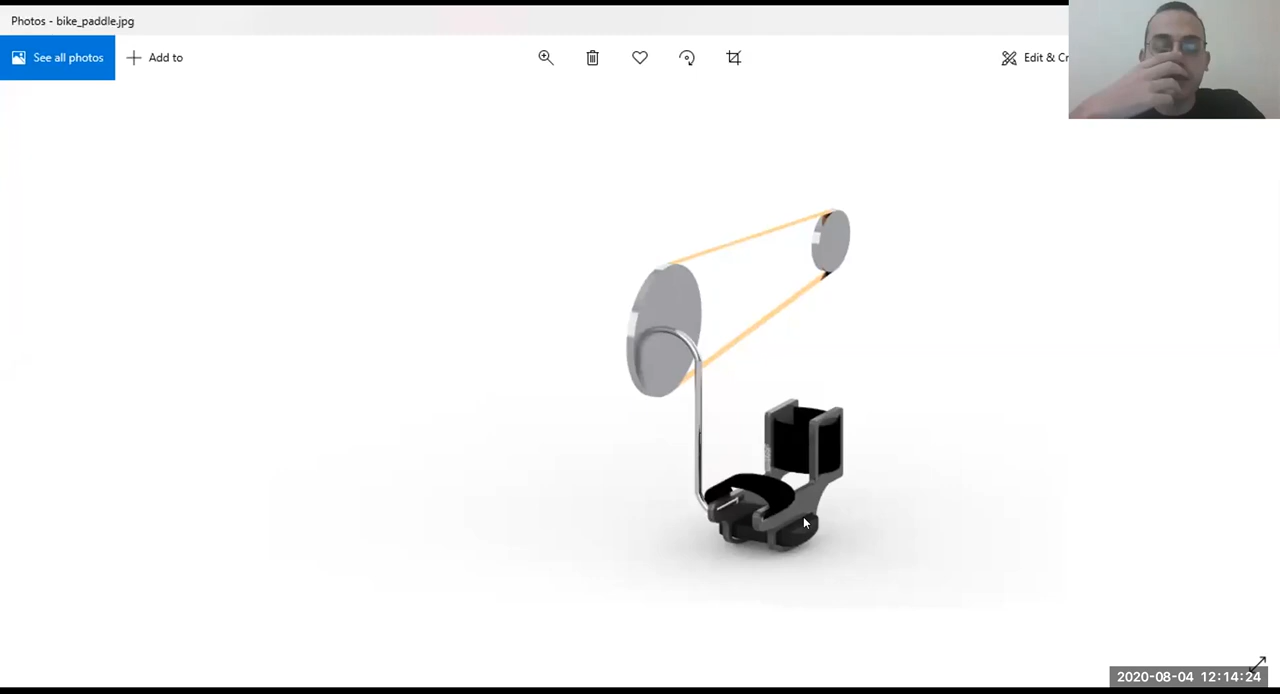 Photos - bike_paddle.jpg
See all photos
Add to
Edit & Cr
2020-08-04 12:14:24